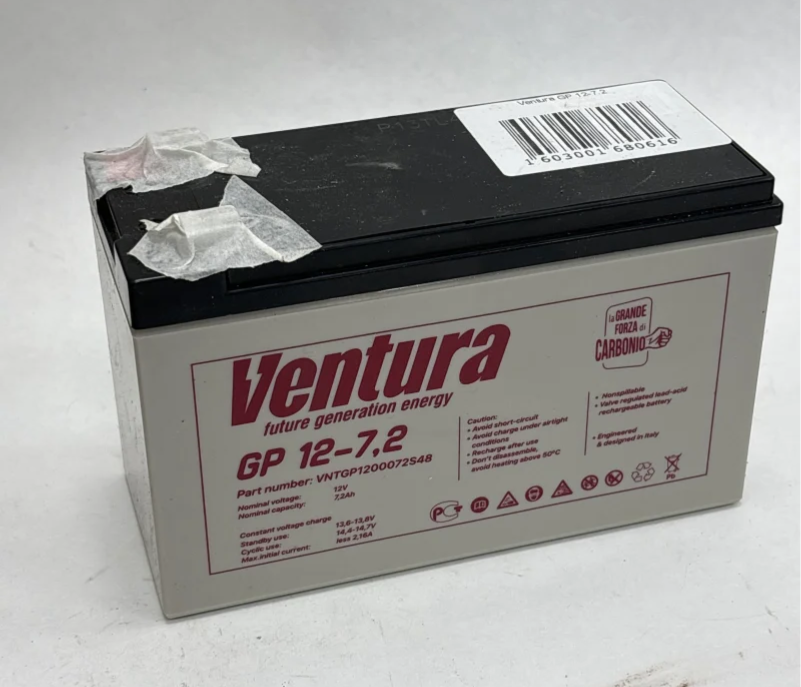 Ventura GP 12-7,2
1603001 680616
la GRANDE
FORZA di
CARBONIO
Ventura
future generation energy
GP 12-7,2
Part number: VNTGP1200072S48
Nominal voltage: 12V
Nominal capacity: 7,2Ah
Constant voltage charge
Standby use: 13,6-13,8V
Cyclic use: 14,4-14,7V
Max.initial current: less 2,16A
Caution:
• Avoid short-circuit
• Avoid charge under airtight
conditions
• Recharge after use
• Don't disassemble,
avoid heating above 50°C
• Nonspillable
• Valve regulated lead-acid
rechargeable battery
• Engineered
& designed in Italy
Pb